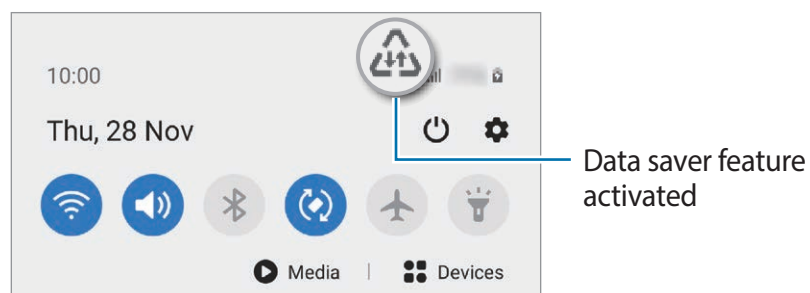 10:00
Thu, 28 Nov
Data saver feature
activated
Media
Devices